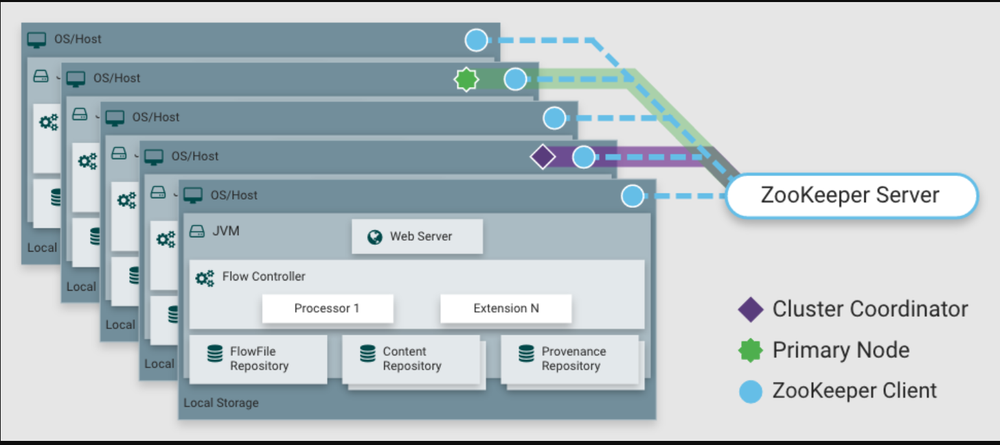 OS/Host
OS/Host
OS/Host
OS/Host
OS/Host
JVM
Web Server
Flow Controller
Processor 1
Extension N
FlowFile
Repository
Content
Repository
Provenance
Repository
Local Storage
Local
Local
Local
Local
ZooKeeper Server
Cluster Coordinator
Primary Node
ZooKeeper Client